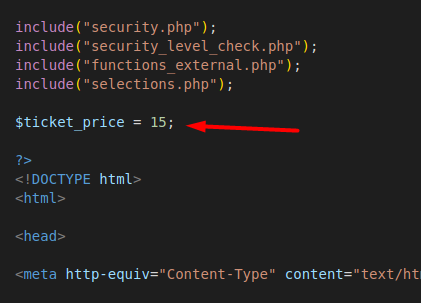 include("security.php");
include("security_level_check.php");
include("functions_external.php");
include("selections.php");
$ticket_price = 15;
?>
<!DOCTYPE html>
<html>
<head>
<meta http-equiv="Content-Type" content="text/ht